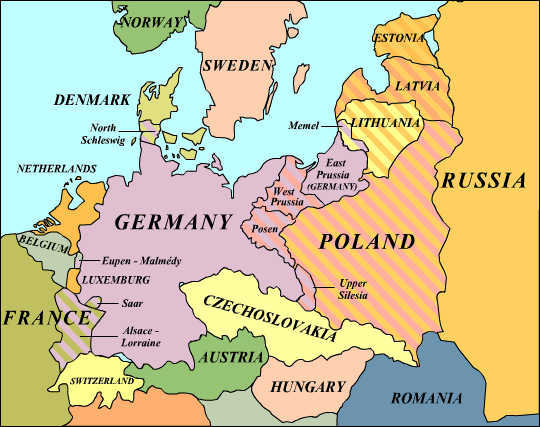 NORWAY
SWEDEN
ESTONIA
LATVIA
DENMARK
North
Schleswig
Memel
LITHUANIA
NETHERLANDS
East
Prussia
(GERMANY)
RUSSIA
West
Prussia
GERMANY
Posen
POLAND
BELGIUM
Eupen - Malmédy
LUXEMBURG
Upper
Silesia
Saar
CZECHOSLOVAKIA
FRANCE
Alsace -
Lorraine
AUSTRIA
SWITZERLAND
HUNGARY
ROMANIA